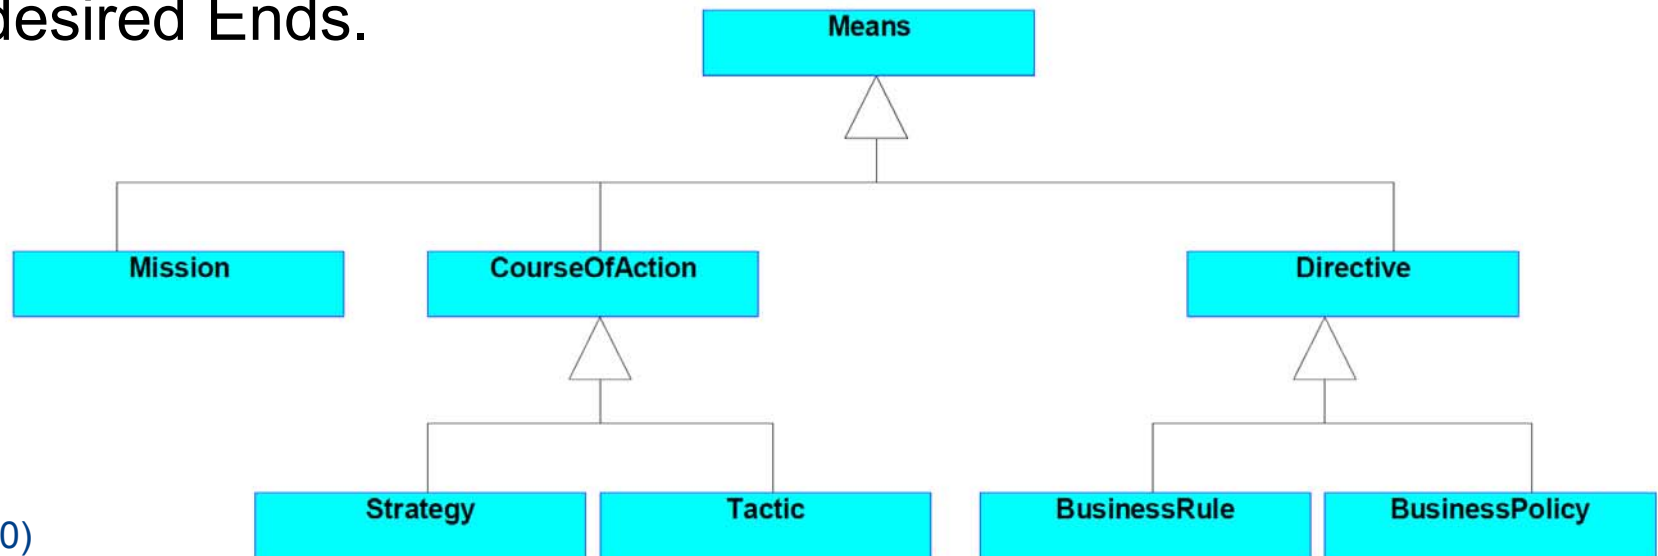 desired Ends.
Means
Mission
CourseOfAction
Directive
Strategy
Tactic
BusinessRule
BusinessPolicy
0)